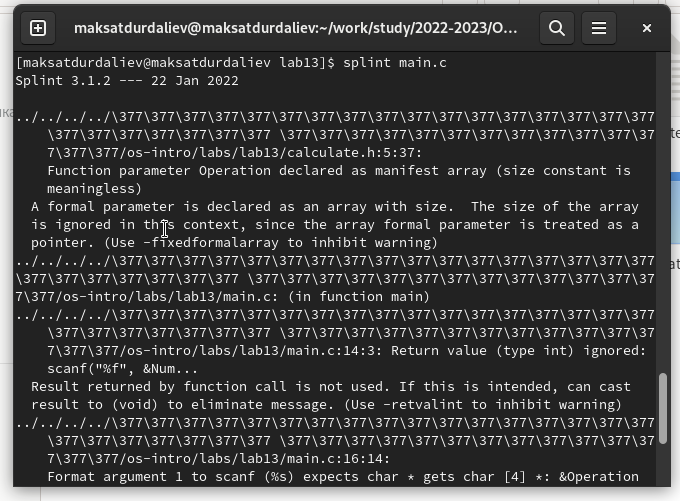 maksatdurdaliev@maksatdurdaliev:~/work/study/2022-2023/O...
[maksatdurdaliev@maksatdurdaliev lab13]$ splint main.c
Splint 3.1.2 --- 22 Jan 2022
../../../../\377\377\377\377\377\377\377\377\377\377\377\377\377\377\377\377\377
\377\377\377\377\377\377\377 \377\377\377\377\377\377\377\377\377\377\377\37
7\377\377/os-intro/labs/lab13/calculate.h:5:37:
Function parameter Operation declared as manifest array (size constant is
meaningless)
A formal parameter is declared as an array with size.  The size of the array
is ignored in this context, since the array formal parameter is treated as a
pointer. (Use -fixedformalarray to inhibit warning)
../../../../\377\377\377\377\377\377\377\377\377\377\377\377\377\377\377\377\377
\377\377\377\377\377\377\377 \377\377\377\377\377\377\377\377\377\377\377\377\37
7\377/os-intro/labs/lab13/main.c: (in function main)
../../../../\377\377\377\377\377\377\377\377\377\377\377\377\377\377\377\377\377
\377\377\377\377\377\377\377 \377\377\377\377\377\377\377\377\377\377\377\37
7\377\377/os-intro/labs/lab13/main.c:14:3: Return value (type int) ignored:
scanf("%f", &Num...
Result returned by function call is not used. If this is intended, can cast
result to (void) to eliminate message. (Use -retvalint to inhibit warning)
../../../../\377\377\377\377\377\377\377\377\377\377\377\377\377\377\377\377\377
\377\377\377\377\377\377\377 \377\377\377\377\377\377\377\377\377\377\377\37
7\377\377/os-intro/labs/lab13/main.c:16:14:
Format argument 1 to scanf (%s) expects char * gets char [4] *: &Operation